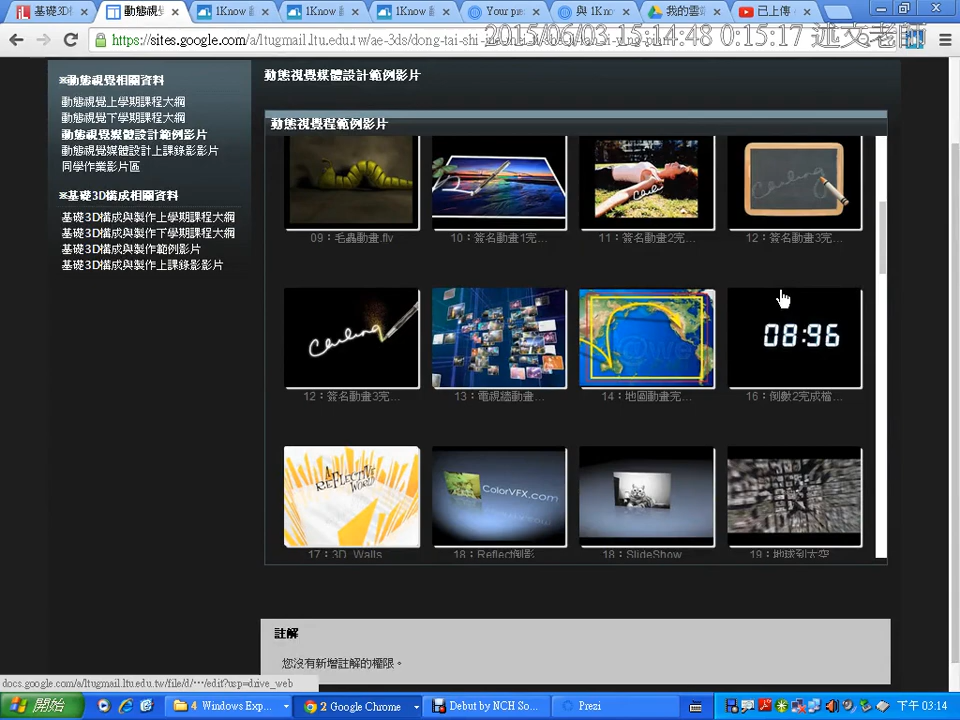 基礎3D
動態視覺
1Know
1Know
1Know
Your pre
與 1Kn
我的雲
已上傳
https://sites.google.com/a/ltugmail.ltu.edu.tw/ae-3ds/dong-tai-shi
2015/06/03 15:14:48 0:15:17 述文老師
※動態視覺相關資料
動態視覺上學期課程大綱
動態視覺下學期課程大綱
動態視覺媒體設計範例影片
動態視覺媒體設計上課錄影影片
同學作業影片區
※基礎3D構成相關資料
基礎3D構成與製作上學期課程大綱
基礎3D構成與製作下學期課程大綱
基礎3D構成與製作範例影片
基礎3D構成與製作上課錄影影片
動態視覺媒體設計範例影片
動態視覺程範例影片
09：毛蟲動畫.flv
10：簽名動畫1完...
11：簽名動畫2完...
12：簽名動畫3完...
08:96
12：簽名動畫3完...
13：電視牆動畫...
14：地圖動畫完...
16：倒數2完成檔...
A REFLECTIVE WORLD
ColorVFX.com
17：3D_Walls
18：Reflect倒影
18：SlideShow
19：地球到太空
註解
您沒有新增註解的權限。
docs.google.com/a/ltugmail.ltu.edu.tw/file/d/…/edit?usp=drive_web
開始
4 Windows Exp...
2 Google Chrome
Debut by NCH So...
Prezi
下午 03:14